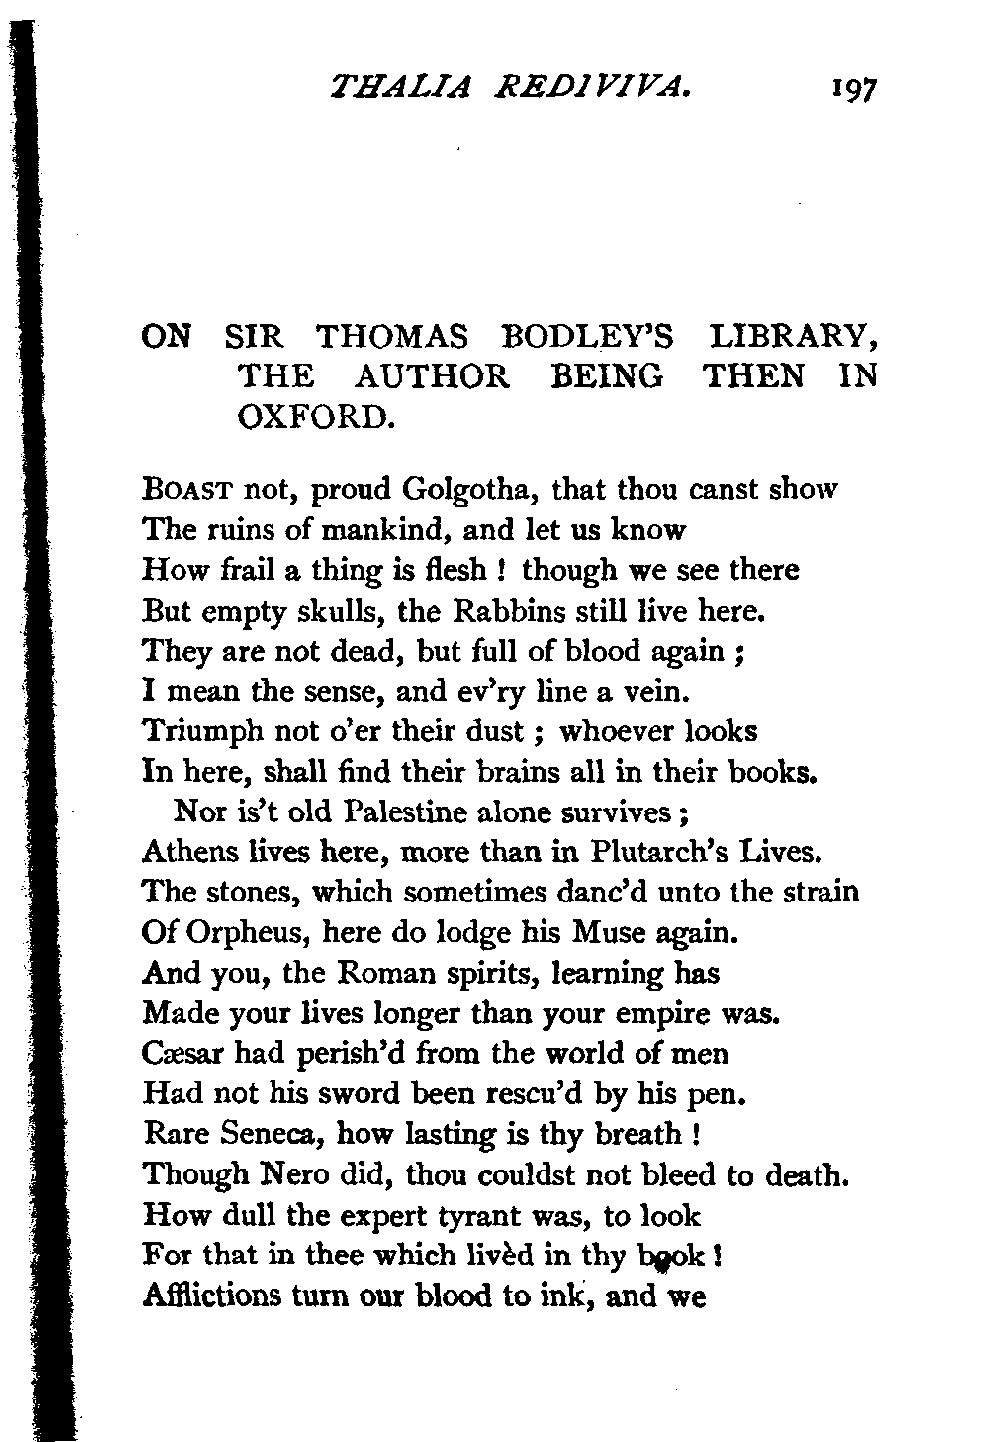 THALIA REDIVIVA. 197
ON SIR THOMAS BODLEY'S LIBRARY,
THE AUTHOR BEING THEN IN
OXFORD.
BOAST not, proud Golgotha, that thou canst show
The ruins of mankind, and let us know
How frail a thing is flesh ! though we see there
But empty skulls, the Rabbins still live here.
They are not dead, but full of blood again ;
I mean the sense, and ev'ry line a vein.
Triumph not o'er their dust ; whoever looks
In here, shall find their brains all in their books.
Nor is't old Palestine alone survives ;
Athens lives here, more than in Plutarch's Lives.
The stones, which sometimes danc'd unto the strain
Of Orpheus, here do lodge his Muse again.
And you, the Roman spirits, learning has
Made your lives longer than your empire was.
Cæsar had perish'd from the world of men
Had not his sword been rescu'd by his pen.
Rare Seneca, how lasting is thy breath !
Though Nero did, thou couldst not bleed to death.
How dull the expert tyrant was, to look
For that in thee which livèd in thy book !
Afflictions turn our blood to ink, and we